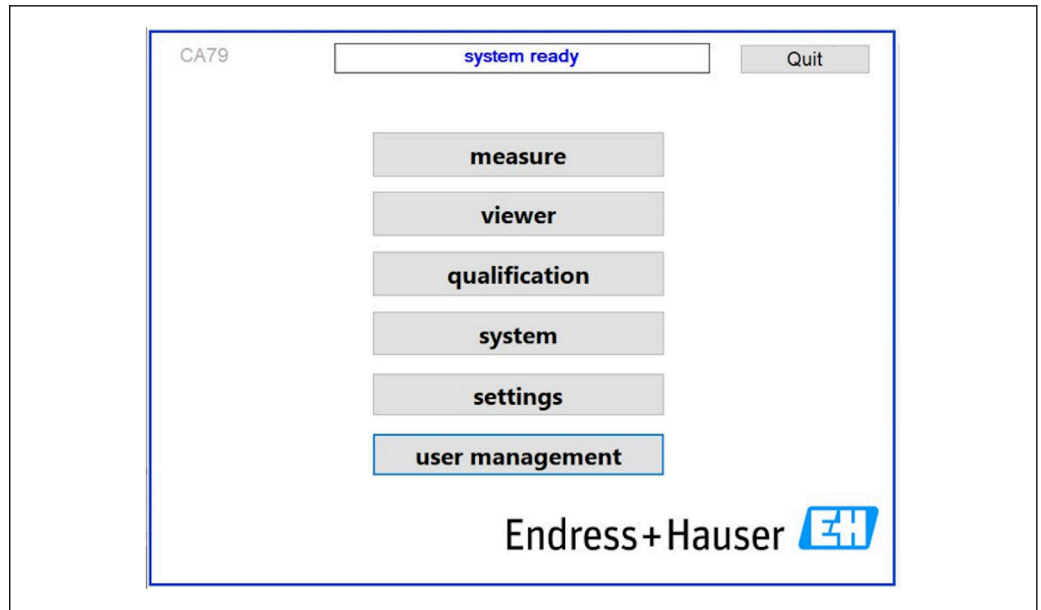 CA79
system ready
Quit
measure
viewer
qualification
system
settings
user management
Endress+Hauser EH